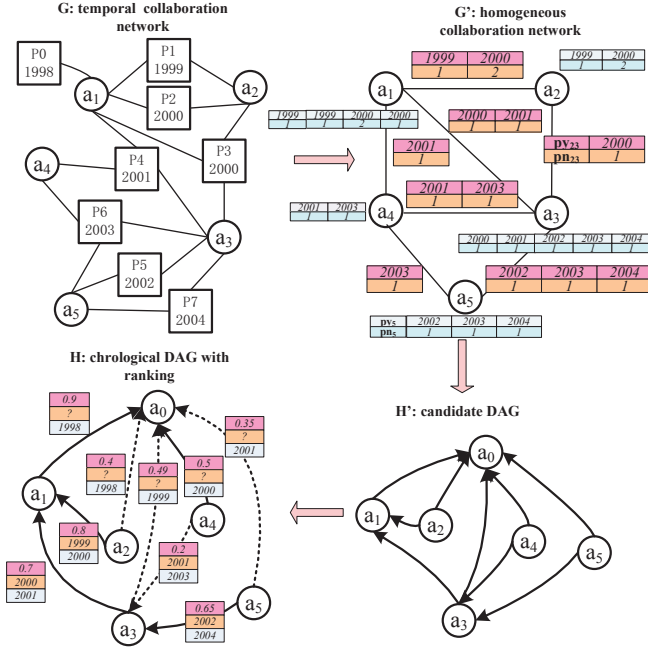 G: temporal collaboration
network
P0
1998
P1
1999
P2
2000
P3
2000
P4
2001
P6
2003
P5
2002
P7
2004
a1
a2
a4
a3
a5
G': homogeneous
collaboration network
1999 2000
1 2
1999 2000
1 2
a1
a2
1999 1999 2000 2000
1 1 2 1
2000 2001
1 1
2001
1
pv23 2000
pn23 1
2001 2003
1 1
2001 2003
1 1
a4
a3
2000 2001 2002 2003 2004
1 1 1 1 1
2003
1
2002 2003 2004
1 1 1
a5
pv5 2002 2003 2004
pn5 1 1 1
H: chrological DAG with
ranking
0.9
?
1998
a0
0.35
?
2001
0.4
?
1998
0.49
?
1999
0.5
?
2000
a1
a2
a4
0.8
1999
2000
0.2
2001
2003
0.7
2000
2001
0.65
2002
2004
a3
a5
H': candidate DAG
a0
a1
a2
a4
a5
a3